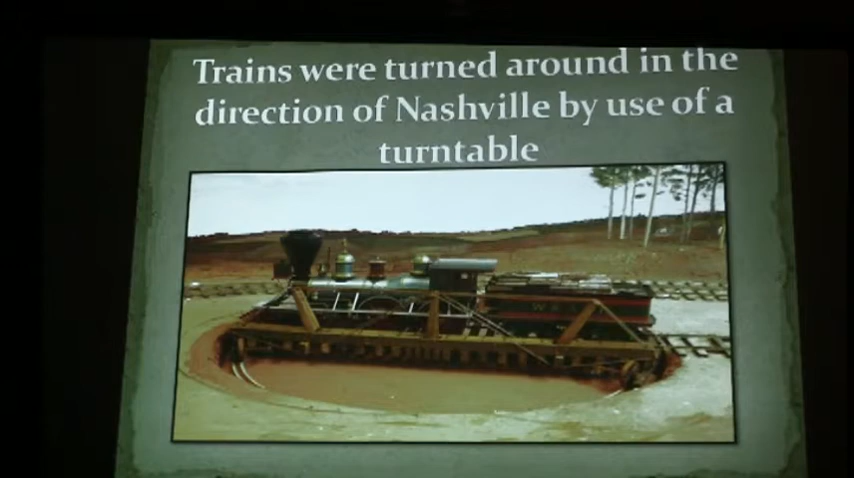 Trains were turned around in the
direction of Nashville by use of a
turntable